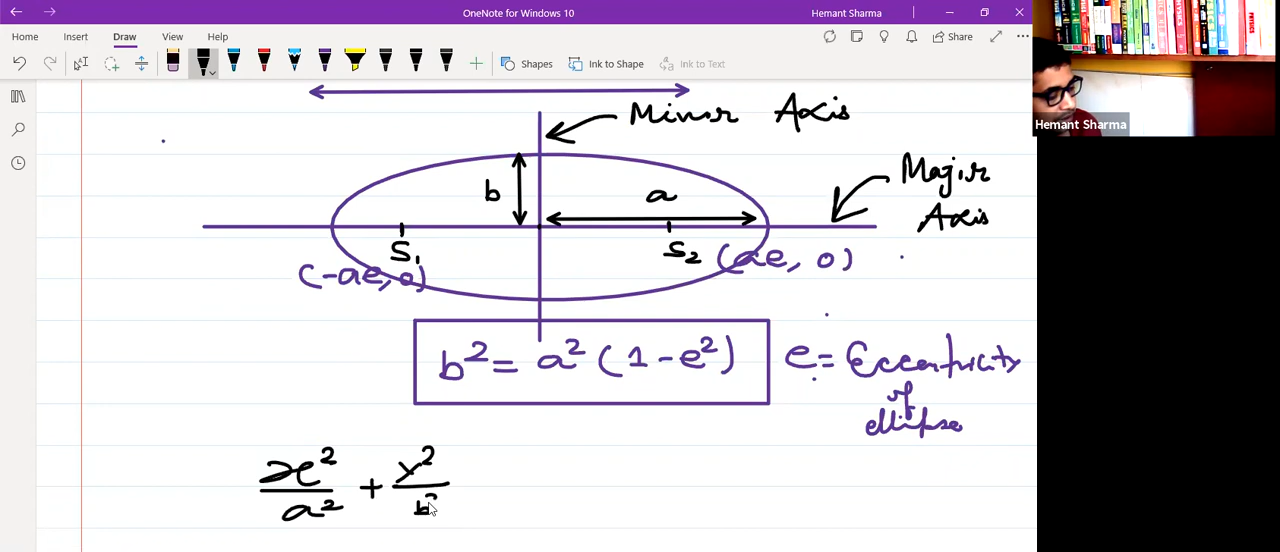 OneNote for Windows 10
Hemant Sharma
Home Insert Draw View Help
Share
Shapes Ink to Shape Ink to Text
Hemant Sharma
Minor Axis
Major
Axis
b
a
S₁
S₂ (ae, 0)
(-ae, 0)
b² = a² (1 - e²)
e = Eccentricity
of
ellipse
x²/a² + y²/b²